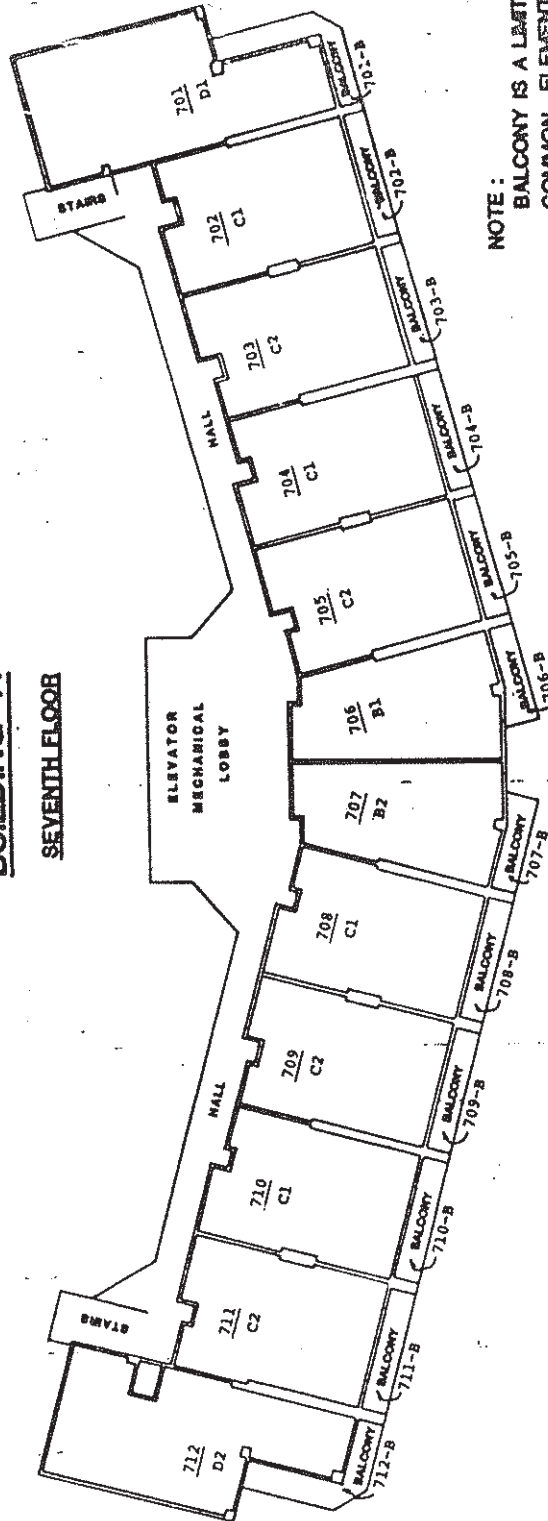 SEVENTH FLOOR
ELEVATOR
MECHANICAL
LOBBY
STAIRS
HALL
HALL
STAIRS
712
D2
711
C2
710
C1
709
C2
708
C1
707
B2
706
B1
705
C2
704
C1
703
C2
702
C1
701
D1
BALCONY
712-B
BALCONY
711-B
BALCONY
710-B
BALCONY
709-B
BALCONY
708-B
BALCONY
707-B
BALCONY
706-B
BALCONY
705-B
BALCONY
704-B
BALCONY
703-B
BALCONY
702-B
BALCONY
701-B
NOTE :
BALCONY IS A LIMIT